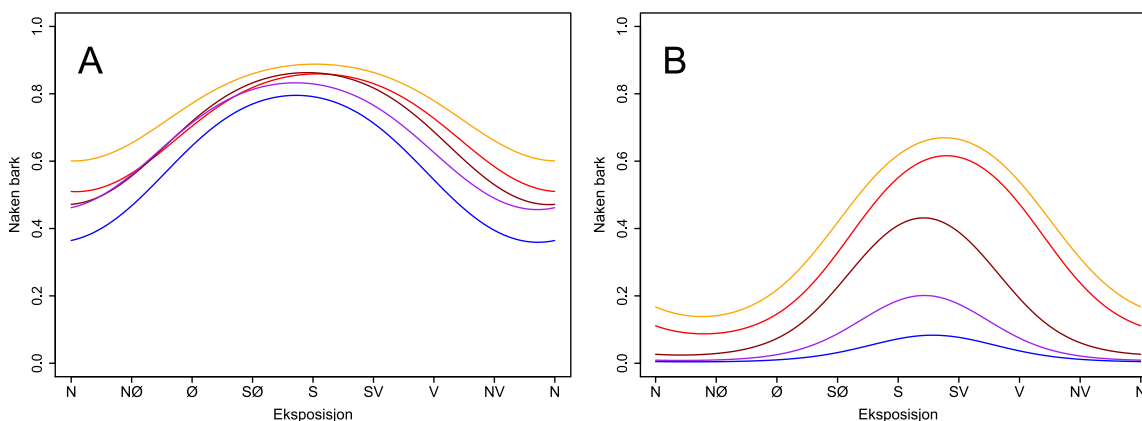 A
Naken bark
1.0
0.8
0.6
0.4
0.2
0.0
N NØ Ø SØ S SV V NV N
Eksposisjon
B
Naken bark
1.0
0.8
0.6
0.4
0.2
0.0
N NØ Ø SØ S SV V NV N
Eksposisjon